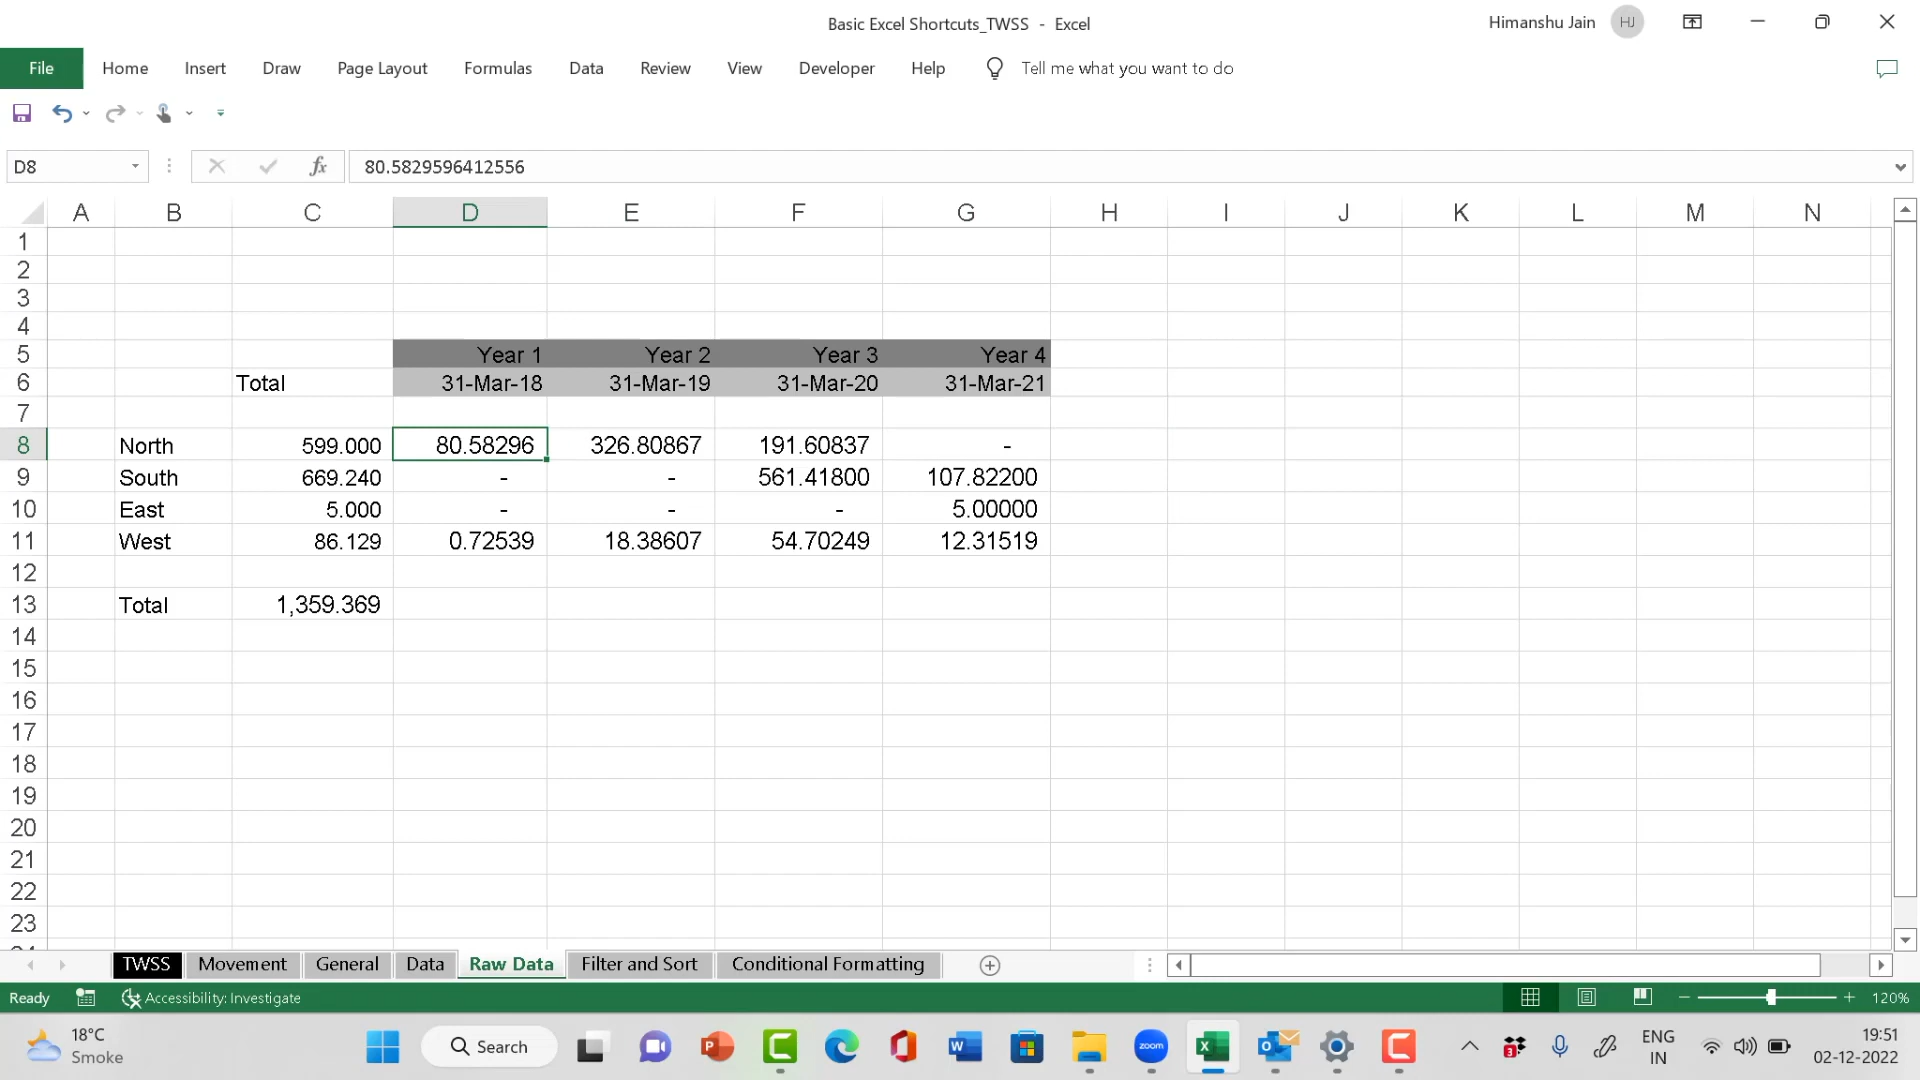 Basic Excel Shortcuts_TWSS - Excel
Himanshu Jain HJ
File Home Insert Draw Page Layout Formulas Data Review View Developer Help Tell me what you want to do
D8 fx 80.5829596412556
A B C D E F G H I J K L M N
1
2
3
4
5 Year 1 Year 2 Year 3 Year 4
6 Total 31-Mar-18 31-Mar-19 31-Mar-20 31-Mar-21
7
8 North 599.000 80.58296 326.80867 191.60837 -
9 South 669.240 - - 561.41800 107.82200
10 East 5.000 - - - 5.00000
11 West 86.129 0.72539 18.38607 54.70249 12.31519
12
13 Total 1,359.369
14
15
16
17
18
19
20
21
22
23
TWSS Movement General Data Raw Data Filter and Sort Conditional Formatting
Ready Accessibility: Investigate 120%
18°C
Smoke
Search
zoom
3
ENG
IN
19:51
02-12-2022